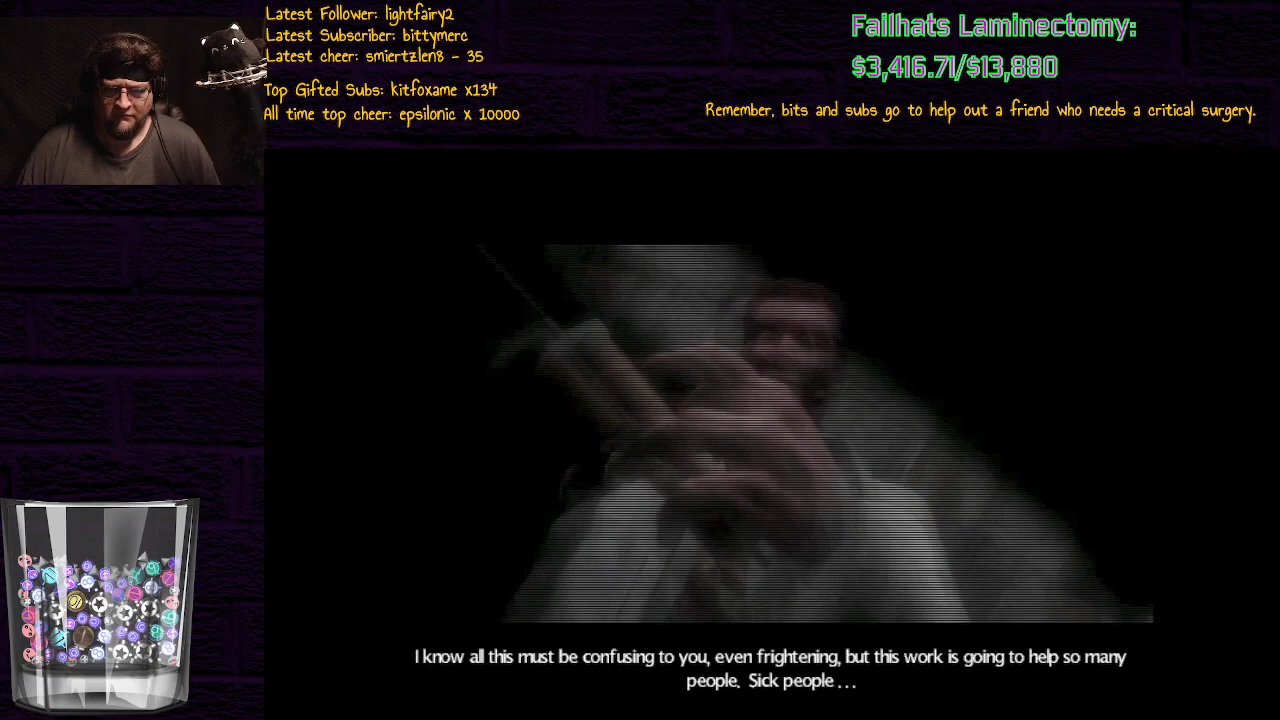 Latest Follower: lightfairy2
Latest Subscriber: bittymerc
Latest cheer: smiertzlen8 - 35
Top Gifted Subs: kitfoxame x134
All time top cheer: epsilonic x 10000
Failhats Laminectomy:
$3,416.71/$13,880
Remember, bits and subs go to help out a friend who needs a critical surgery.
I know all this must be confusing to you, even frightening, but this work is going to help so many
people. Sick people . . .